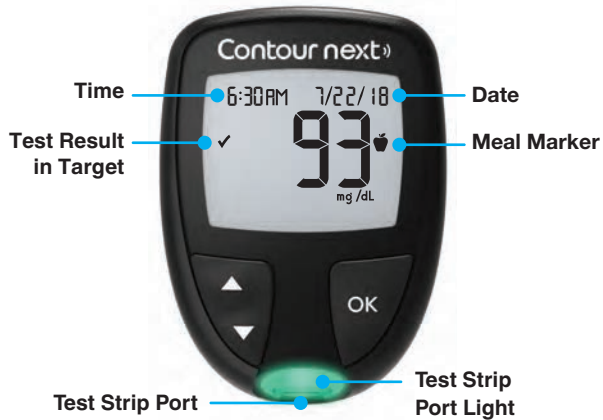 Contour next
Time
6:30AM 7/22/18
Date
Test Result
in Target
✓ 93
Meal Marker
mg/dL
OK
Test Strip Port
Test Strip
Port Light